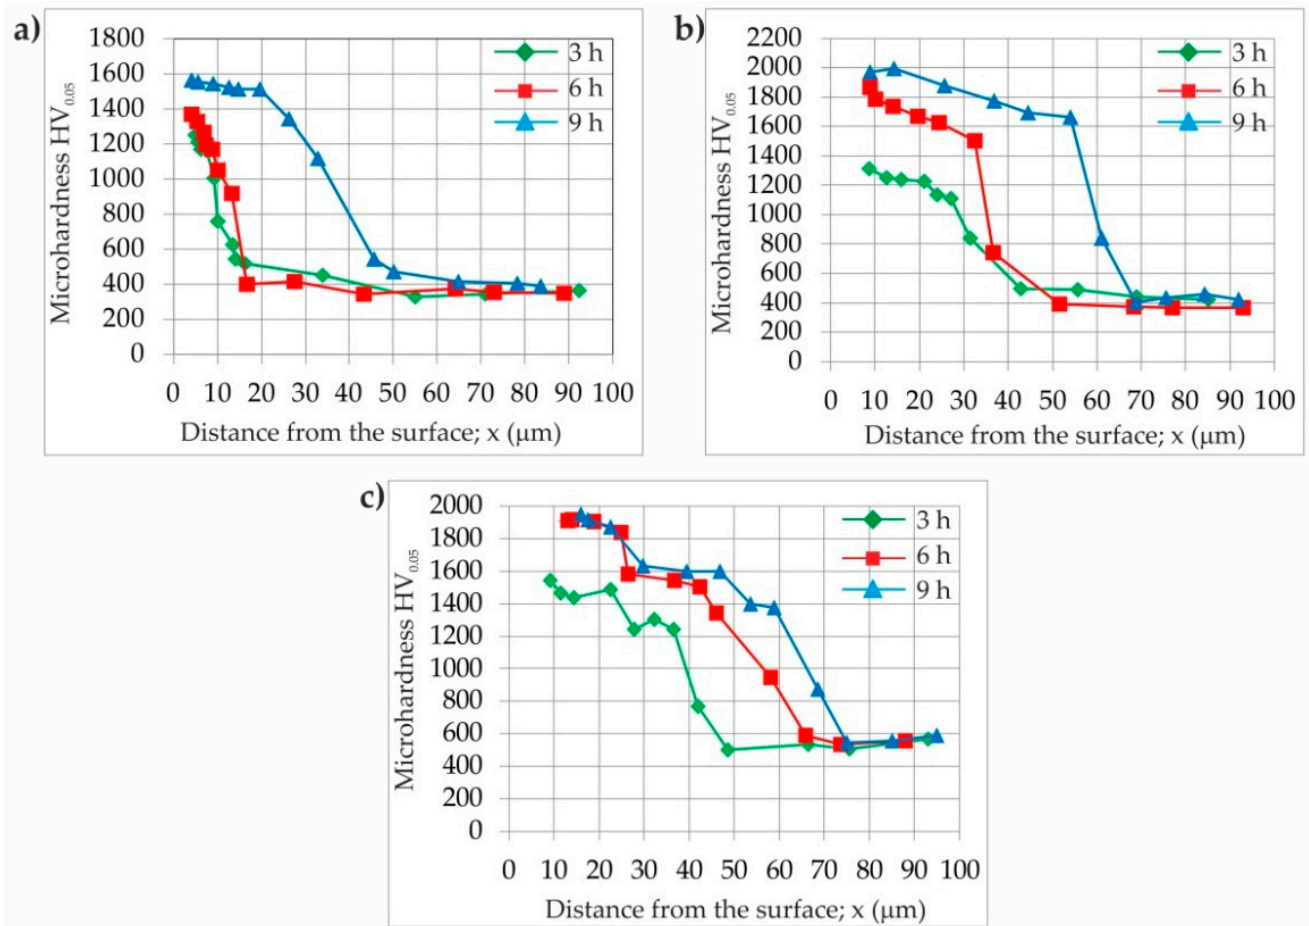 a)
1800
1600
1400
1200
1000
800
600
400
200
0
0 10 20 30 40 50 60 70 80 90 100
Microhardness HV0.05
Distance from the surface; x (μm)
3 h
6 h
9 h
b)
2200
2000
1800
1600
1400
1200
1000
800
600
400
200
0
0 10 20 30 40 50 60 70 80 90 100
Microhardness HV0.05
Distance from the surface; x (μm)
3 h
6 h
9 h
c)
2000
1800
1600
1400
1200
1000
800
600
400
200
0
0 10 20 30 40 50 60 70 80 90 100
Microhardness HV0.05
Distance from the surface; x (μm)
3 h
6 h
9 h